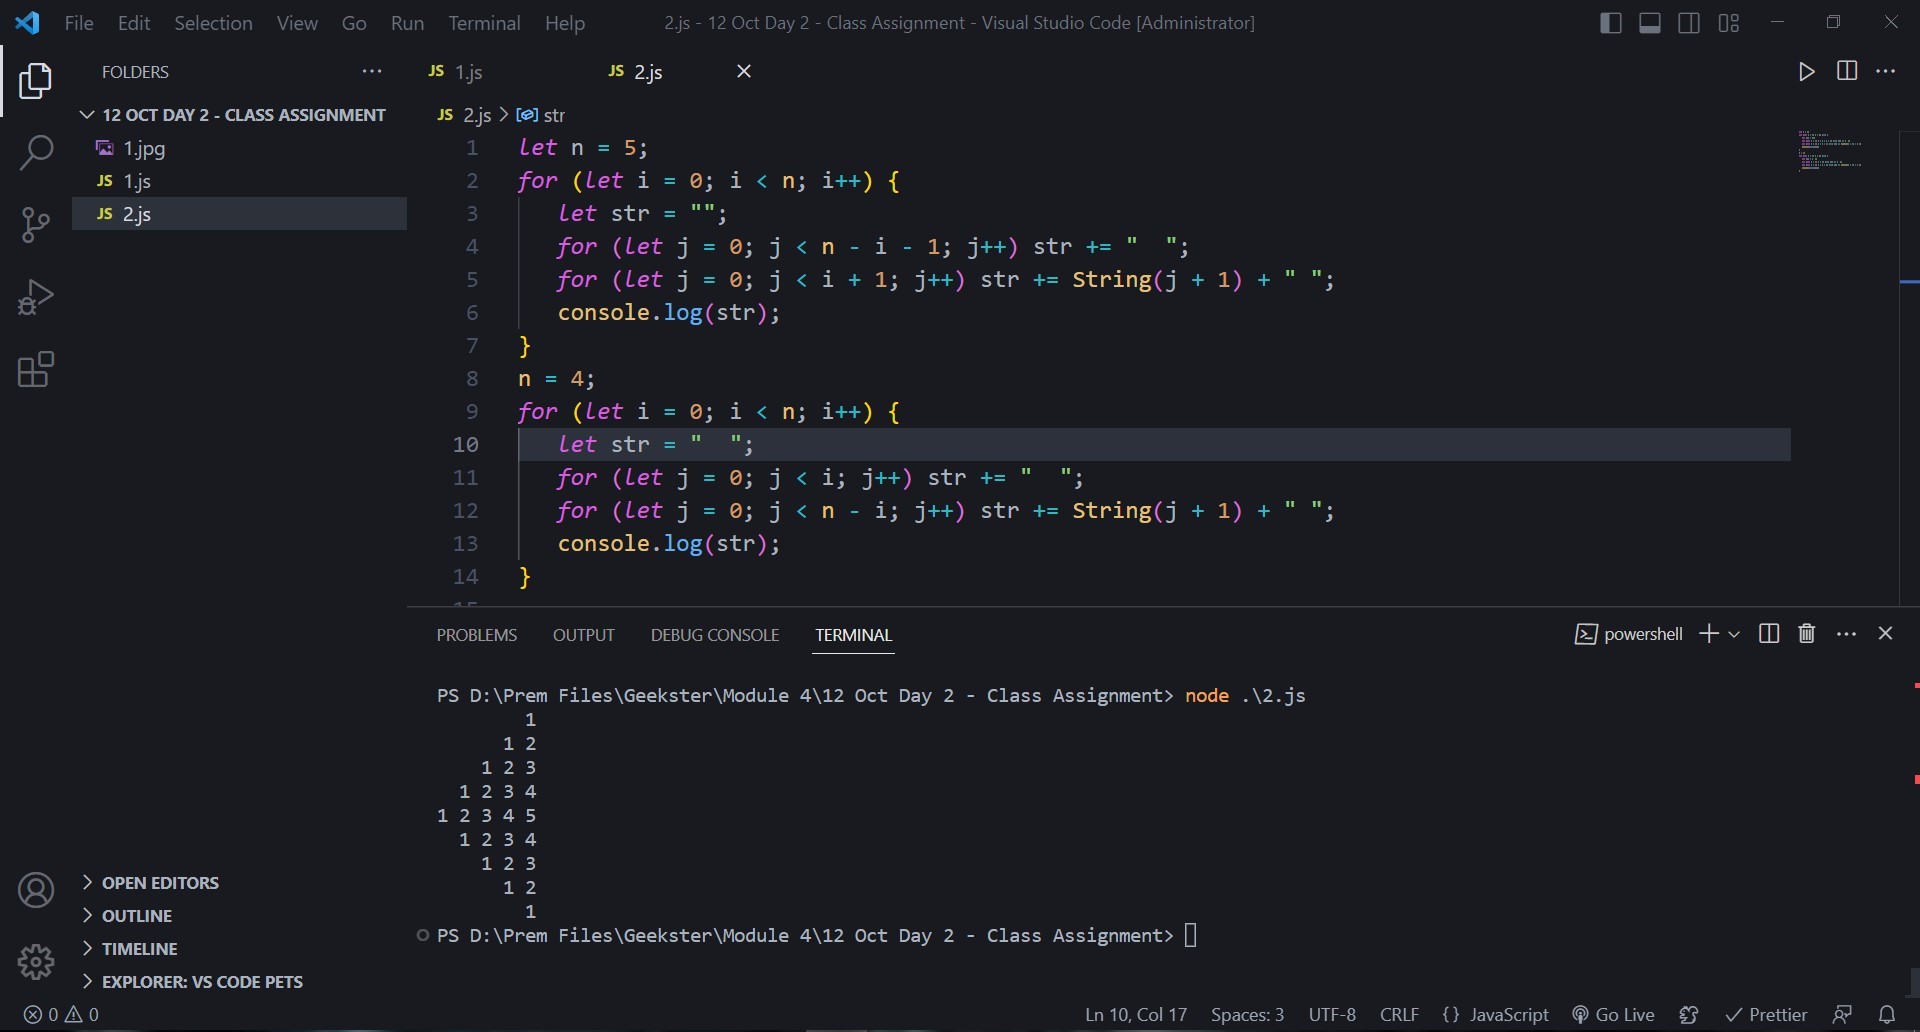 File Edit Selection View Go Run Terminal Help 2.js - 12 Oct Day 2 - Class Assignment - Visual Studio Code [Administrator]
FOLDERS
12 OCT DAY 2 - CLASS ASSIGNMENT
1.jpg
JS 1.js
JS 2.js
OPEN EDITORS
OUTLINE
TIMELINE
EXPLORER: VS CODE PETS
JS 1.js JS 2.js
JS 2.js > str
1 let n = 5;
2 for (let i = 0; i < n; i++) {
3    let str = "";
4    for (let j = 0; j < n - i - 1; j++) str += "  ";
5    for (let j = 0; j < i + 1; j++) str += String(j + 1) + " ";
6    console.log(str);
7 }
8 n = 4;
9 for (let i = 0; i < n; i++) {
10    let str = "  ";
11    for (let j = 0; j < i; j++) str += "  ";
12    for (let j = 0; j < n - i; j++) str += String(j + 1) + " ";
13    console.log(str);
14 }
PROBLEMS OUTPUT DEBUG CONSOLE TERMINAL powershell
PS D:\Prem Files\Geekster\Module 4\12 Oct Day 2 - Class Assignment> node .\2.js
        1
      1 2
    1 2 3
  1 2 3 4
1 2 3 4 5
  1 2 3 4
    1 2 3
      1 2
        1
PS D:\Prem Files\Geekster\Module 4\12 Oct Day 2 - Class Assignment>
0 0 Ln 10, Col 17 Spaces: 3 UTF-8 CRLF {} JavaScript Go Live Prettier